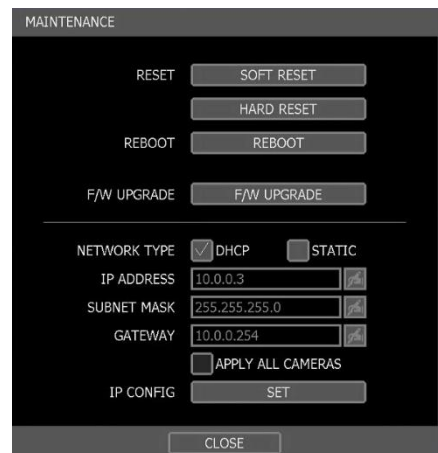 MAINTENANCE
RESET SOFT RESET
HARD RESET
REBOOT REBOOT
F/W UPGRADE F/W UPGRADE
NETWORK TYPE DHCP STATIC
IP ADDRESS 10.0.0.3
SUBNET MASK 255.255.255.0
GATEWAY 10.0.0.254
APPLY ALL CAMERAS
IP CONFIG SET
CLOSE